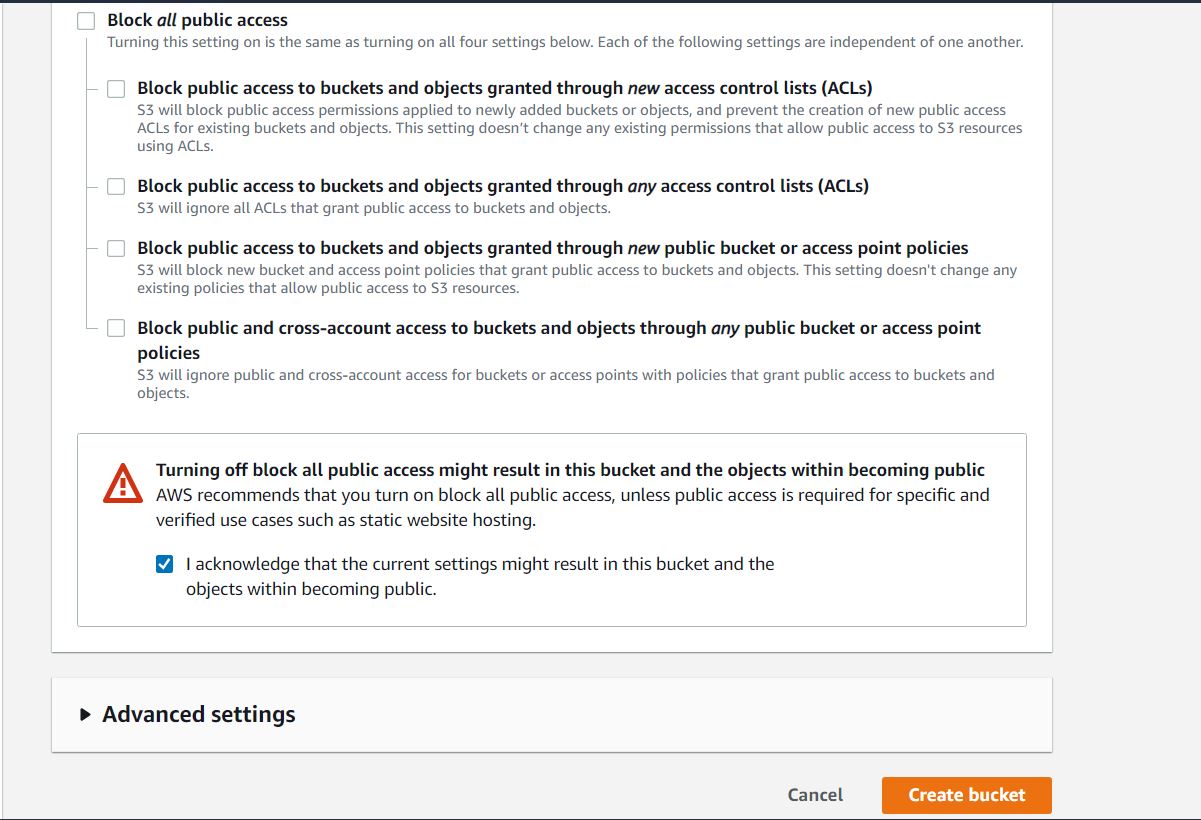 Block all public access
Turning this setting on is the same as turning on all four settings below. Each of the following settings are independent of one another.
Block public access to buckets and objects granted through new access control lists (ACLs)
S3 will block public access permissions applied to newly added buckets or objects, and prevent the creation of new public access
ACLs for existing buckets and objects. This setting doesn't change any existing permissions that allow public access to S3 resources
using ACLs.
Block public access to buckets and objects granted through any access control lists (ACLs)
S3 will ignore all ACLs that grant public access to buckets and objects.
Block public access to buckets and objects granted through new public bucket or access point policies
S3 will block new bucket and access point policies that grant public access to buckets and objects. This setting doesn't change any
existing policies that allow public access to S3 resources.
Block public and cross-account access to buckets and objects through any public bucket or access point
policies
S3 will ignore public and cross-account access for buckets or access points with policies that grant public access to buckets and
objects.
Turning off block all public access might result in this bucket and the objects within becoming public
AWS recommends that you turn on block all public access, unless public access is required for specific and
verified use cases such as static website hosting.
I acknowledge that the current settings might result in this bucket and the
objects within becoming public.
Advanced settings
Cancel
Create bucket